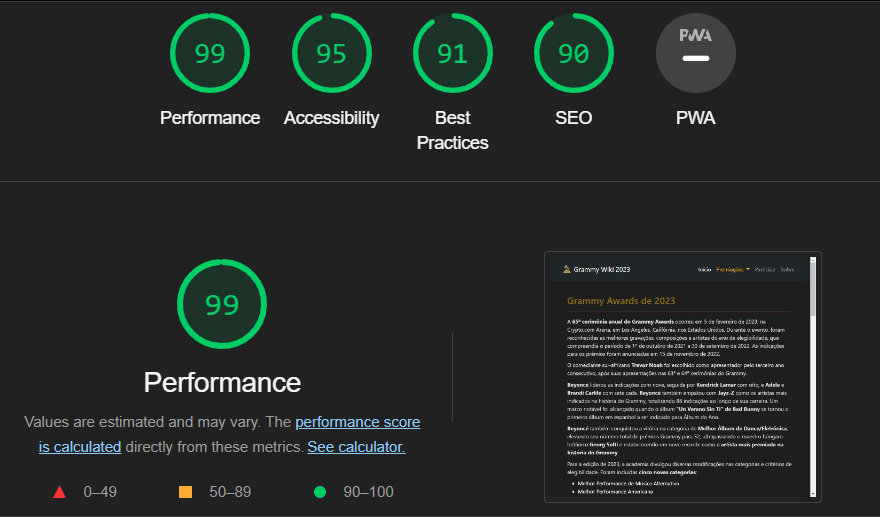 99
95
91
90
PWA
Performance
Accessibility
Best
Practices
SEO
PWA
99
Performance
Values are estimated and may vary. The performance score
is calculated directly from these metrics. See calculator.
0–49
50–89
90–100
Grammy Wiki 2023
Início Premiações Participa Sobre
Grammy Awards de 2023
A 65ª cerimônia anual do Grammy Awards ocorreu em 5 de fevereiro de 2023, na
Crypto.com Arena, em Los Angeles, Califórnia, nos Estados Unidos. Durante o evento, foram
reconhecidas as melhores gravações, composições e artistas do ano de elegibilidade, que
compreendia o período de 1º de outubro de 2021 a 30 de setembro de 2022. As indicações
para os prêmios foram anunciadas em 15 de novembro de 2022.
O comediante sul-africano Trevor Noah foi escolhido como apresentador pelo terceiro ano
consecutivo, após suas apresentações nas 63ª e 64ª cerimônias do Grammy.
Beyoncé liderou as indicações com nove, seguida por Kendrick Lamar com oito, e Adele e
Brandi Carlile com sete cada. Beyoncé também empatou com Jay-Z como os artistas mais
indicados na história do Grammy, totalizando 88 indicações ao longo de sua carreira. Um
marco notável foi alcançado quando o álbum "Un Verano Sin Ti" de Bad Bunny se tornou o
primeiro álbum em espanhol a ser indicado para Álbum do Ano.
Beyoncé também conquistou a vitória na categoria de Melhor Álbum de Dance/Eletrônica,
elevando seu número total de prêmios Grammy para 32, ultrapassando o maestro húngaro
britânico Georg Solti e estabelecendo um novo recorde como a artista mais premiada na
história do Grammy.
Para a edição de 2023, a academia divulgou diversas modificações nas categorias e critérios de
elegibilidade. Foram incluídas cinco novas categorias:
Melhor Performance de Música Alternativa
Melhor Performance Americana